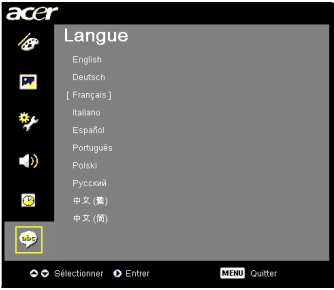 acer
Langue
English
Deutsch
[ Français ]
Italiano
Español
Português
Polski
Русский
中文 (繁)
中文 (简)
abc
Sélectionner Entrer MENU Quitter